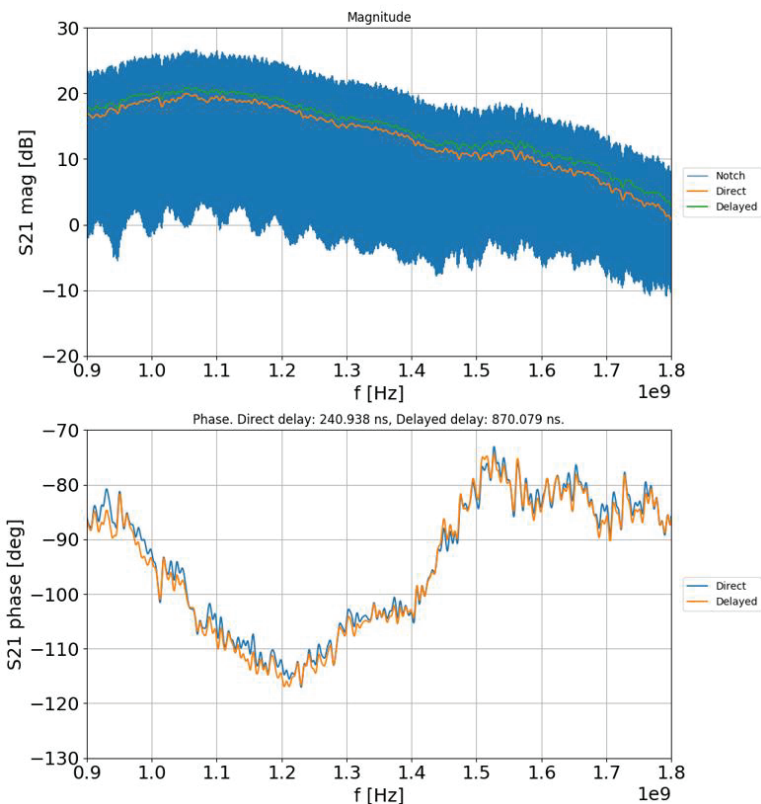 Magnitude
30
20
10
0
−10
−20
S21 mag [dB]
0.9 1.0 1.1 1.2 1.3 1.4 1.5 1.6 1.7 1.8
f [Hz]
1e9
Notch
Direct
Delayed
Phase. Direct delay: 240.938 ns, Delayed delay: 870.079 ns.
−70
−80
−90
−100
−110
−120
−130
S21 phase [deg]
0.9 1.0 1.1 1.2 1.3 1.4 1.5 1.6 1.7 1.8
f [Hz]
1e9
Direct
Delayed